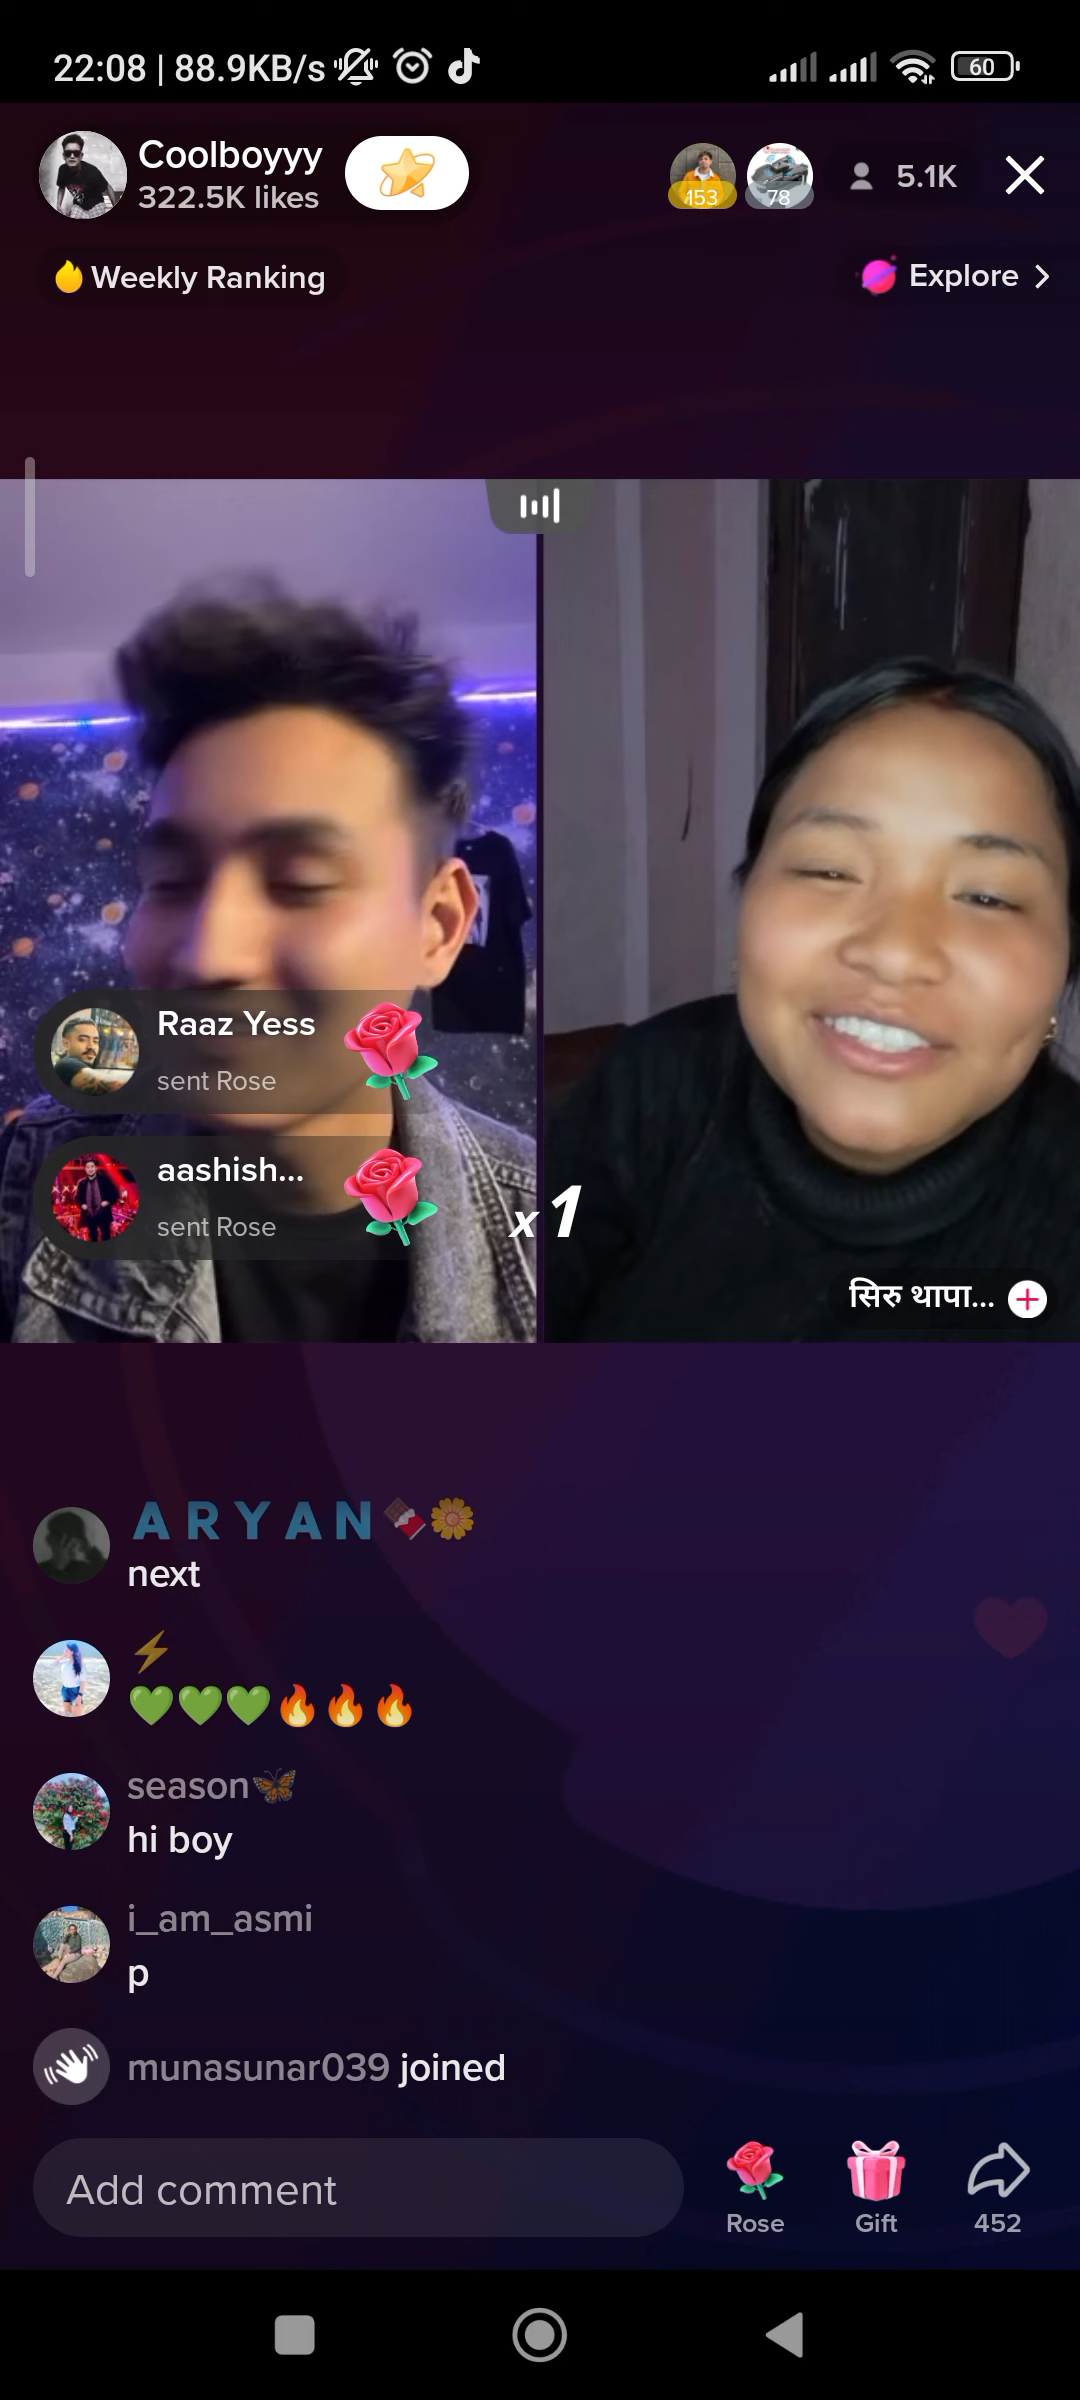 22:08 | 88.9KB/s
60
Coolboyyy
322.5K likes
153
78
5.1K
Weekly Ranking
Explore
Raaz Yess
sent Rose
aashish...
sent Rose
x1
सिरु थापा...
ARYAN🍫🌼
next
⚡
💚💚💚🔥🔥🔥
season🦋
hi boy
i_am_asmi
p
munasunar039 joined
Add comment
Rose
Gift
452